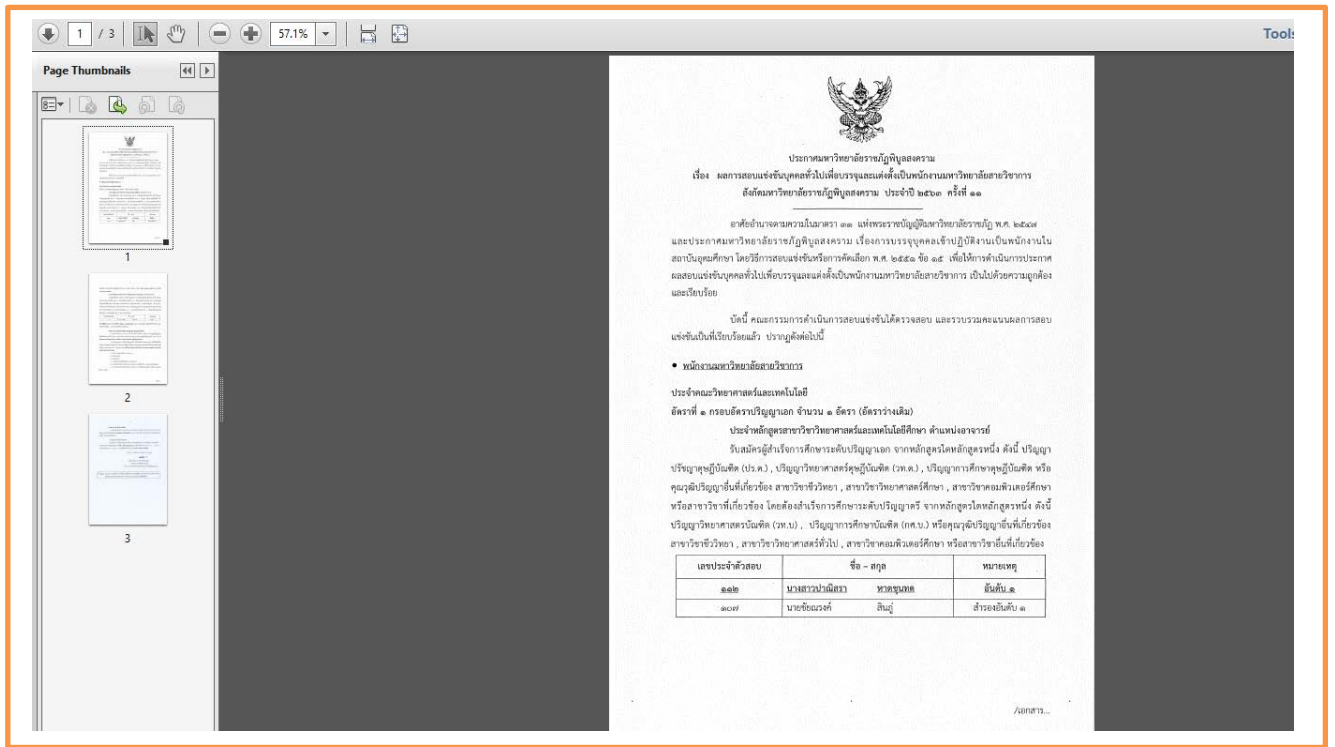 1 / 3
57.1%
Tools
Page Thumbnails
1
2
3
ประกาศมหาวิทยาลัยราชภัฏพิบูลสงคราม
เรื่อง ผลการสอบแข่งขันบุคคลทั่วไปเพื่อบรรจุและแต่งตั้งเป็นพนักงานมหาวิทยาลัยสายวิชาการ
สังกัดมหาวิทยาลัยราชภัฏพิบูลสงคราม ประจำปี ๒๕๖๓ ครั้งที่ ๑๑
อาศัยอำนาจตามความในมาตรา ๓๑ แห่งพระราชบัญญัติมหาวิทยาลัยราชภัฏ พ.ศ. ๒๕๔๗
และประกาศมหาวิทยาลัยราชภัฏพิบูลสงคราม เรื่องการบรรจุบุคคลเข้าปฏิบัติงานเป็นพนักงานใน
สถาบันอุดมศึกษา โดยวิธีการสอบแข่งขันหรือการคัดเลือก พ.ศ. ๒๕๕๑ ข้อ ๑๕ เพื่อให้การดำเนินการประกาศ
ผลสอบแข่งขันบุคคลทั่วไปเพื่อบรรจุและแต่งตั้งเป็นพนักงานมหาวิทยาลัยสายวิชาการ เป็นไปด้วยความถูกต้อง
และเรียบร้อย
บัดนี้ คณะกรรมการดำเนินการสอบแข่งขันได้ตรวจสอบ และรวบรวมคะแนนผลการสอบ
แข่งขันเป็นที่เรียบร้อยแล้ว ปรากฏดังต่อไปนี้
• พนักงานมหาวิทยาลัยสายวิชาการ
ประจำคณะวิทยาศาสตร์และเทคโนโลยี
อัตราที่ ๑ กรอบอัตราปริญญาเอก จำนวน ๑ อัตรา (อัตราว่างเดิม)
ประจำหลักสูตรสาขาวิชาวิทยาศาสตร์และเทคโนโลยีศึกษา ตำแหน่งอาจารย์
รับสมัครผู้สำเร็จการศึกษาระดับปริญญาเอก จากหลักสูตรใดหลักสูตรหนึ่ง ดังนี้ ปริญญา
ปรัชญาดุษฎีบัณฑิต (ปร.ด.) , ปริญญาวิทยาศาสตร์ดุษฎีบัณฑิต (วท.ด.) , ปริญญาการศึกษาดุษฎีบัณฑิต หรือ
คุณวุฒิปริญญาอื่นที่เกี่ยวข้อง สาขาวิชาชีววิทยา , สาขาวิชาวิทยาศาสตร์ศึกษา , สาขาวิชาคอมพิวเตอร์ศึกษา
หรือสาขาวิชาที่เกี่ยวข้อง โดยต้องสำเร็จการศึกษาระดับปริญญาตรี จากหลักสูตรใดหลักสูตรหนึ่ง ดังนี้
ปริญญาวิทยาศาสตรบัณฑิต (วท.บ) , ปริญญาการศึกษาบัณฑิต (กศ.บ.) หรือคุณวุฒิปริญญาอื่นที่เกี่ยวข้อง
สาขาวิชาชีววิทยา , สาขาวิชาวิทยาศาสตร์ทั่วไป , สาขาวิชาคอมพิวเตอร์ศึกษา หรือสาขาวิชาอื่นที่เกี่ยวข้อง
เลขประจำตัวสอบ ชื่อ – สกุล หมายเหตุ
๑๑๒ นางสาวปาณิสรา หาดขุนทด อันดับ ๑
๑๐๗ นายชัยณรงค์ สินภู่ สำรองอันดับ ๑
/เอกสาร...